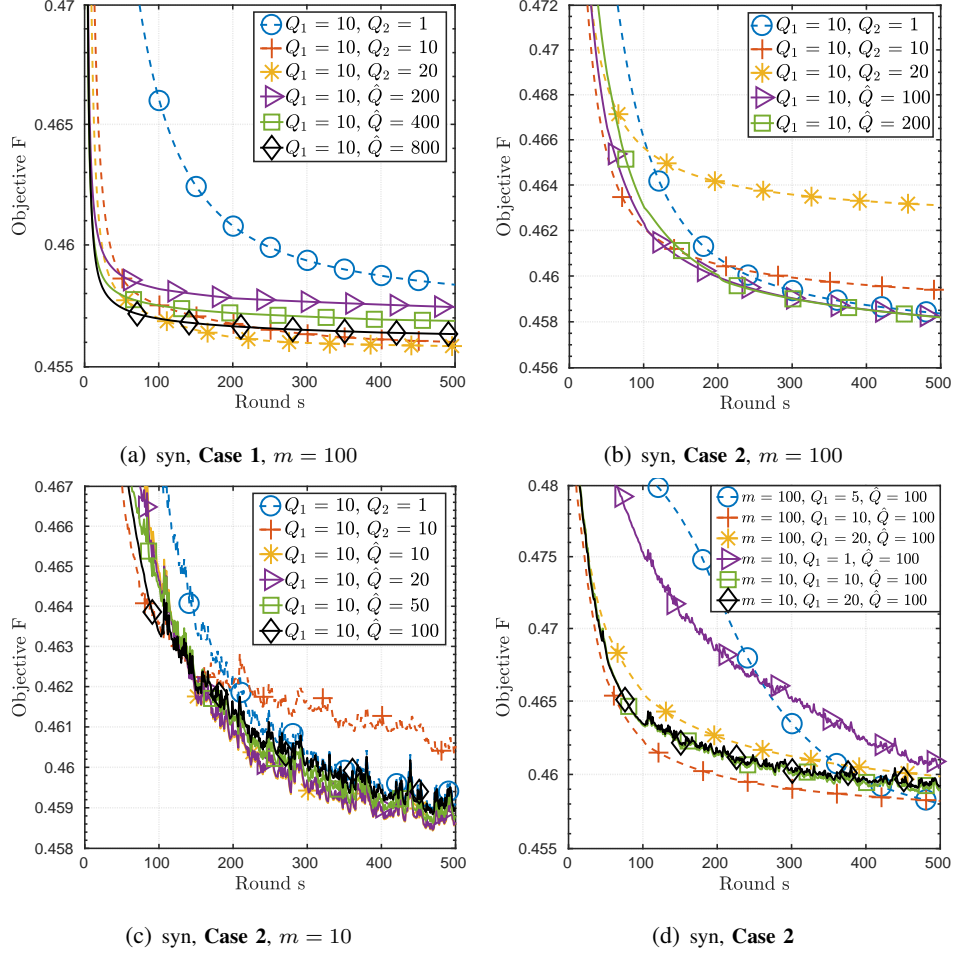 0.47
0.465
0.46
0.455
Objective F
0 100 200 300 400 500
Round s
Q₁ = 10, Q₂ = 1
Q₁ = 10, Q₂ = 10
Q₁ = 10, Q₂ = 20
Q₁ = 10, Q̂ = 200
Q₁ = 10, Q̂ = 400
Q₁ = 10, Q̂ = 800
(a) syn, Case 1, m = 100
0.472
0.47
0.468
0.466
0.464
0.462
0.46
0.458
0.456
Objective F
0 100 200 300 400 500
Round s
Q₁ = 10, Q₂ = 1
Q₁ = 10, Q₂ = 10
Q₁ = 10, Q₂ = 20
Q₁ = 10, Q̂ = 100
Q₁ = 10, Q̂ = 200
(b) syn, Case 2, m = 100
0.467
0.466
0.465
0.464
0.463
0.462
0.461
0.46
0.459
0.458
Objective F
0 100 200 300 400 500
Round s
Q₁ = 10, Q₂ = 1
Q₁ = 10, Q₂ = 10
Q₁ = 10, Q̂ = 10
Q₁ = 10, Q̂ = 20
Q₁ = 10, Q̂ = 50
Q₁ = 10, Q̂ = 100
(c) syn, Case 2, m = 10
0.48
0.475
0.47
0.465
0.46
0.455
Objective F
0 100 200 300 400 500
Round s
m = 100, Q₁ = 5, Q̂ = 100
m = 100, Q₁ = 10, Q̂ = 100
m = 100, Q₁ = 20, Q̂ = 100
m = 10, Q₁ = 1, Q̂ = 100
m = 10, Q₁ = 10, Q̂ = 100
m = 10, Q₁ = 20, Q̂ = 100
(d) syn, Case 2